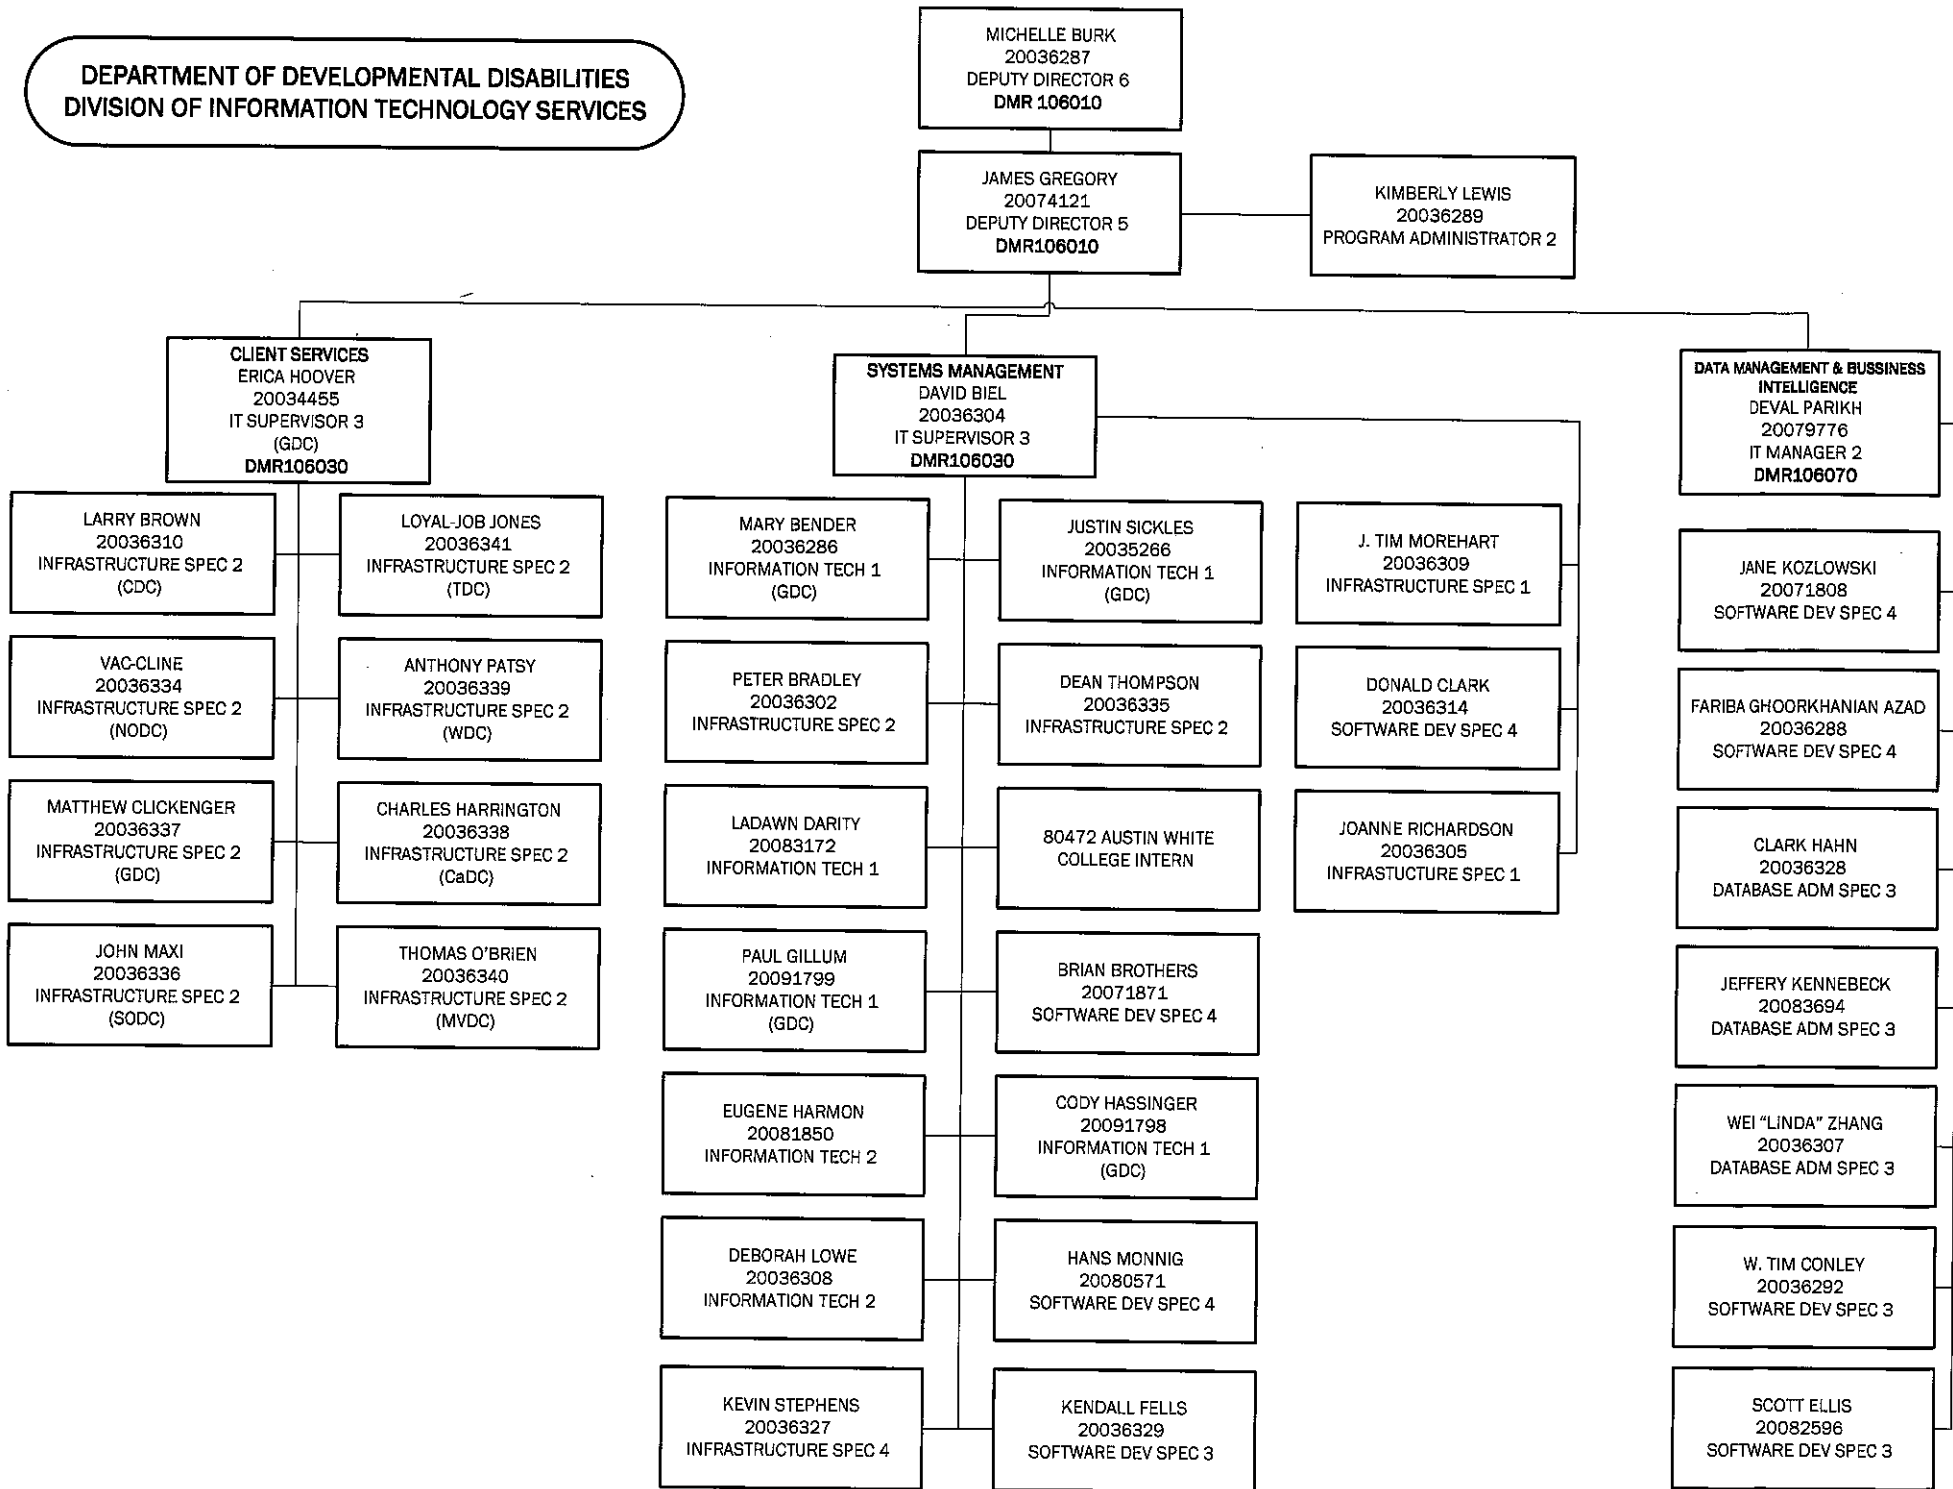 DEPARTMENT OF DEVELOPMENTAL DISABILITIES
DIVISION OF INFORMATION TECHNOLOGY SERVICES
MICHELLE BURK
20036287
DEPUTY DIRECTOR 6
DMR 106010
JAMES GREGORY
20074121
DEPUTY DIRECTOR 5
DMR106010
KIMBERLY LEWIS
20036289
PROGRAM ADMINISTRATOR 2
CLIENT SERVICES
ERICA HOOVER
20034455
IT SUPERVISOR 3
(GDC)
DMR106030
LARRY BROWN
20036310
INFRASTRUCTURE SPEC 2
(CDC)
LOYAL-JOB JONES
20036341
INFRASTRUCTURE SPEC 2
(TDC)
VAC-CLINE
20036334
INFRASTRUCTURE SPEC 2
(NODC)
ANTHONY PATSY
20036339
INFRASTRUCTURE SPEC 2
(WDC)
MATTHEW CLICKENGER
20036337
INFRASTRUCTURE SPEC 2
(GDC)
CHARLES HARRINGTON
20036338
INFRASTRUCTURE SPEC 2
(CaDC)
JOHN MAXI
20036336
INFRASTRUCTURE SPEC 2
(SODC)
THOMAS O'BRIEN
20036340
INFRASTRUCTURE SPEC 2
(MVDC)
SYSTEMS MANAGEMENT
DAVID BIEL
20036304
IT SUPERVISOR 3
DMR106030
MARY BENDER
20036286
INFORMATION TECH 1
(GDC)
JUSTIN SICKLES
20035266
INFORMATION TECH 1
(GDC)
J. TIM MOREHART
20036309
INFRASTRUCTURE SPEC 1
PETER BRADLEY
20036302
INFRASTRUCTURE SPEC 2
DEAN THOMPSON
20036335
INFRASTRUCTURE SPEC 2
DONALD CLARK
20036314
SOFTWARE DEV SPEC 4
LADAWN DARITY
20083172
INFORMATION TECH 1
80472 AUSTIN WHITE
COLLEGE INTERN
JOANNE RICHARDSON
20036305
INFRASTUCTURE SPEC 1
PAUL GILLUM
20091799
INFORMATION TECH 1
(GDC)
BRIAN BROTHERS
20071871
SOFTWARE DEV SPEC 4
EUGENE HARMON
20081850
INFORMATION TECH 2
CODY HASSINGER
20091798
INFORMATION TECH 1
(GDC)
DEBORAH LOWE
20036308
INFORMATION TECH 2
HANS MONNIG
20080571
SOFTWARE DEV SPEC 4
KEVIN STEPHENS
20036327
INFRASTRUCTURE SPEC 4
KENDALL FELLS
20036329
SOFTWARE DEV SPEC 3
DATA MANAGEMENT & BUSSINESS
INTELLIGENCE
DEVAL PARIKH
20079776
IT MANAGER 2
DMR106070
JANE KOZLOWSKI
20071808
SOFTWARE DEV SPEC 4
FARIBA GHOORKHANIAN AZAD
20036288
SOFTWARE DEV SPEC 4
CLARK HAHN
20036328
DATABASE ADM SPEC 3
JEFFERY KENNEBECK
20083694
DATABASE ADM SPEC 3
WEI "LINDA" ZHANG
20036307
DATABASE ADM SPEC 3
W. TIM CONLEY
20036292
SOFTWARE DEV SPEC 3
SCOTT ELLIS
20082596
SOFTWARE DEV SPEC 3